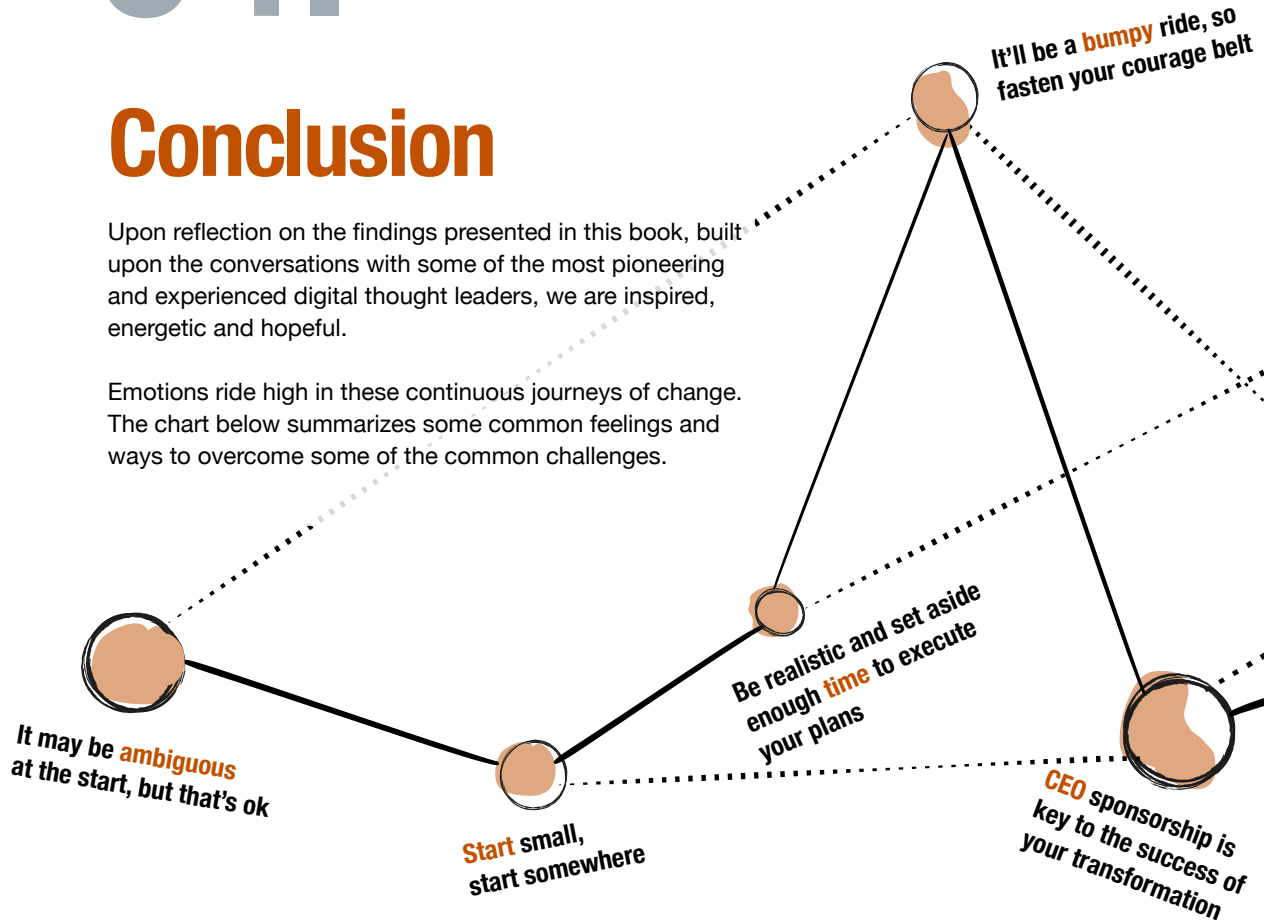 Conclusion
Upon reflection on the findings presented in this book, built
upon the conversations with some of the most pioneering
and experienced digital thought leaders, we are inspired,
energetic and hopeful.
Emotions ride high in these continuous journeys of change.
The chart below summarizes some common feelings and
ways to overcome some of the common challenges.
It may be ambiguous
at the start, but that's ok
Start small,
start somewhere
Be realistic and set aside
enough time to execute
your plans
It'll be a bumpy ride, so
fasten your courage belt
CEO sponsorship is
key to the success of
your transformation